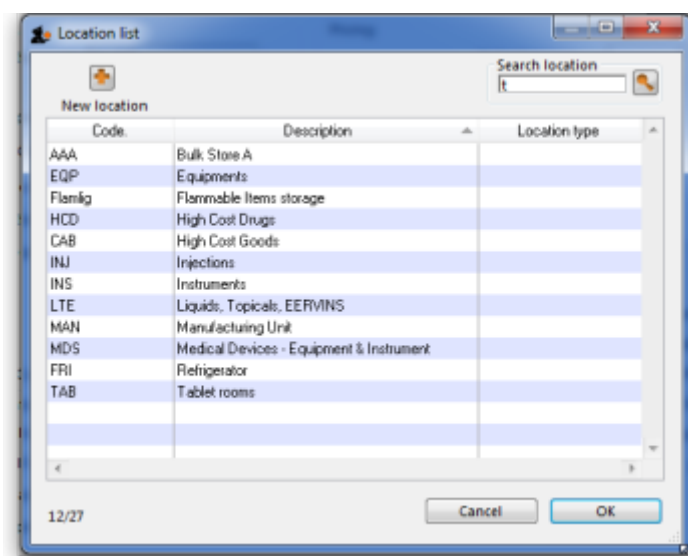 Location list
Search location
t
New location
Code. Description Location type
AAA Bulk Store A
EQP Equipments
Flamlig Flammable Items storage
HCD High Cost Drugs
CAB High Cost Goods
INJ Injections
INS Instruments
LTE Liquids, Topicals, EERVINS
MAN Manufacturing Unit
MDS Medical Devices - Equipment & Instrument
FRI Refrigerator
TAB Tablet rooms
12/27 Cancel OK